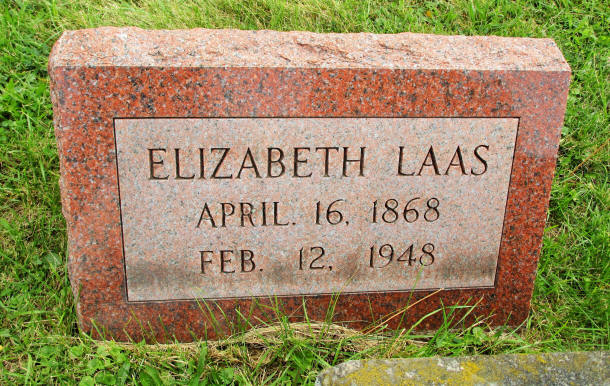 ELIZABETH LAAS
APRIL. 16, 1868
FEB. 12, 1948